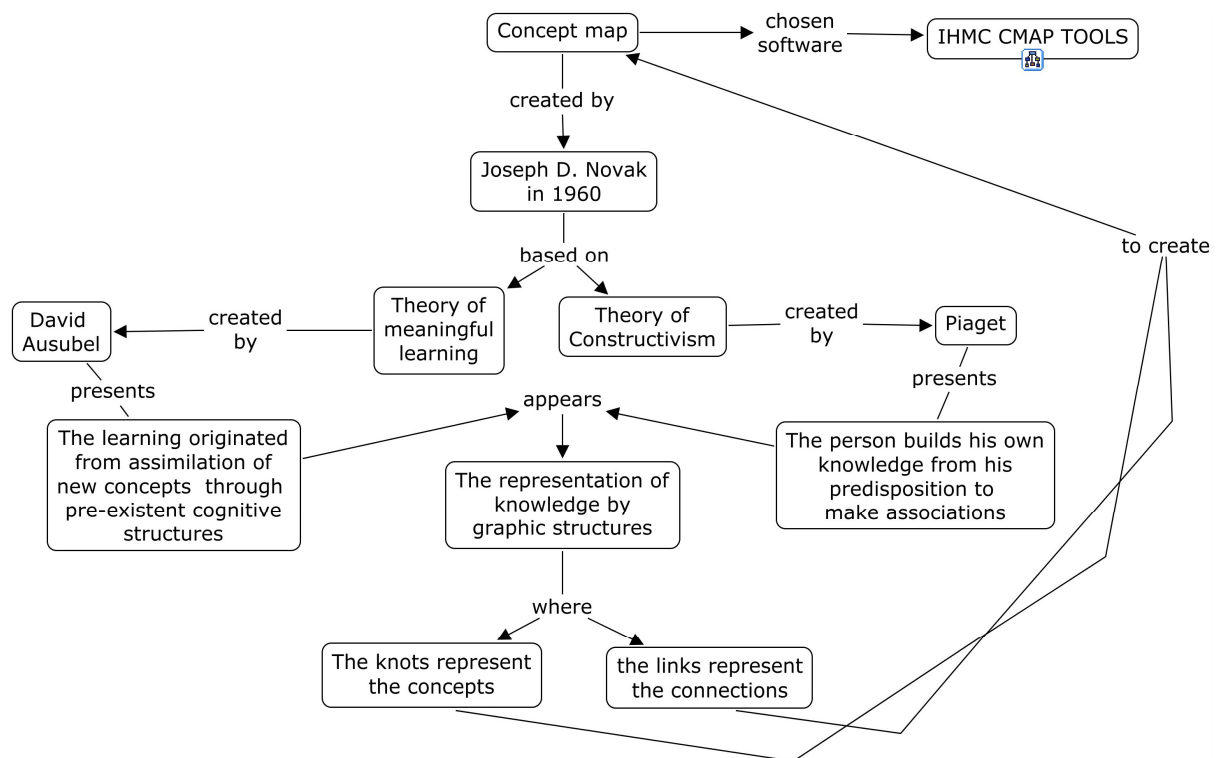 Concept map
chosen
software
IHMC CMAP TOOLS
created by
Joseph D. Novak
in 1960
to create
based on
David
Ausubel
created
by
Theory of
meaningful
learning
Theory of
Constructivism
created
by
Piaget
presents
presents
appears
The learning originated
from assimilation of
new concepts  through
pre-existent cognitive
structures
The representation of
knowledge by
graphic structures
The person builds his own
knowledge from his
predisposition to
make associations
where
The knots represent
the concepts
the links represent
the connections